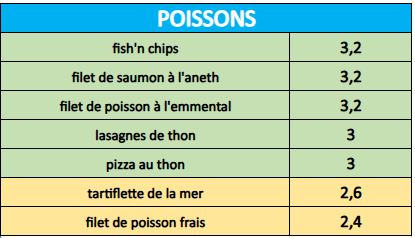 POISSONS
fish'n chips 3,2
filet de saumon à l'aneth 3,2
filet de poisson à l'emmental 3,2
lasagnes de thon 3
pizza au thon 3
tartiflette de la mer 2,6
filet de poisson frais 2,4